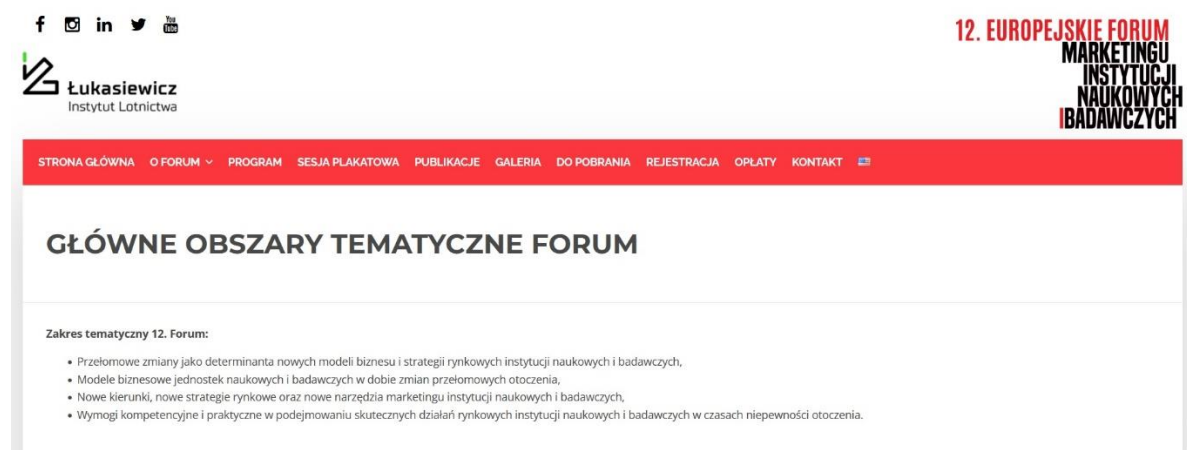 You
Tube
Łukasiewicz
Instytut Lotnictwa
12. EUROPEJSKIE FORUM
MARKETINGU
INSTYTUCJI
NAUKOWYCH
IBADAWCZYCH
STRONA GŁÓWNA O FORUM PROGRAM SESJA PLAKATOWA PUBLIKACJE GALERIA DO POBRANIA REJESTRACJA OPŁATY KONTAKT
GŁÓWNE OBSZARY TEMATYCZNE FORUM
Zakres tematyczny 12. Forum:
• Przełomowe zmiany jako determinanta nowych modeli biznesu i strategii rynkowych instytucji naukowych i badawczych,
• Modele biznesowe jednostek naukowych i badawczych w dobie zmian przełomowych otoczenia,
• Nowe kierunki, nowe strategie rynkowe oraz nowe narzędzia marketingu instytucji naukowych i badawczych,
• Wymogi kompetencyjne i praktyczne w podejmowaniu skutecznych działań rynkowych instytucji naukowych i badawczych w czasach niepewności otoczenia.